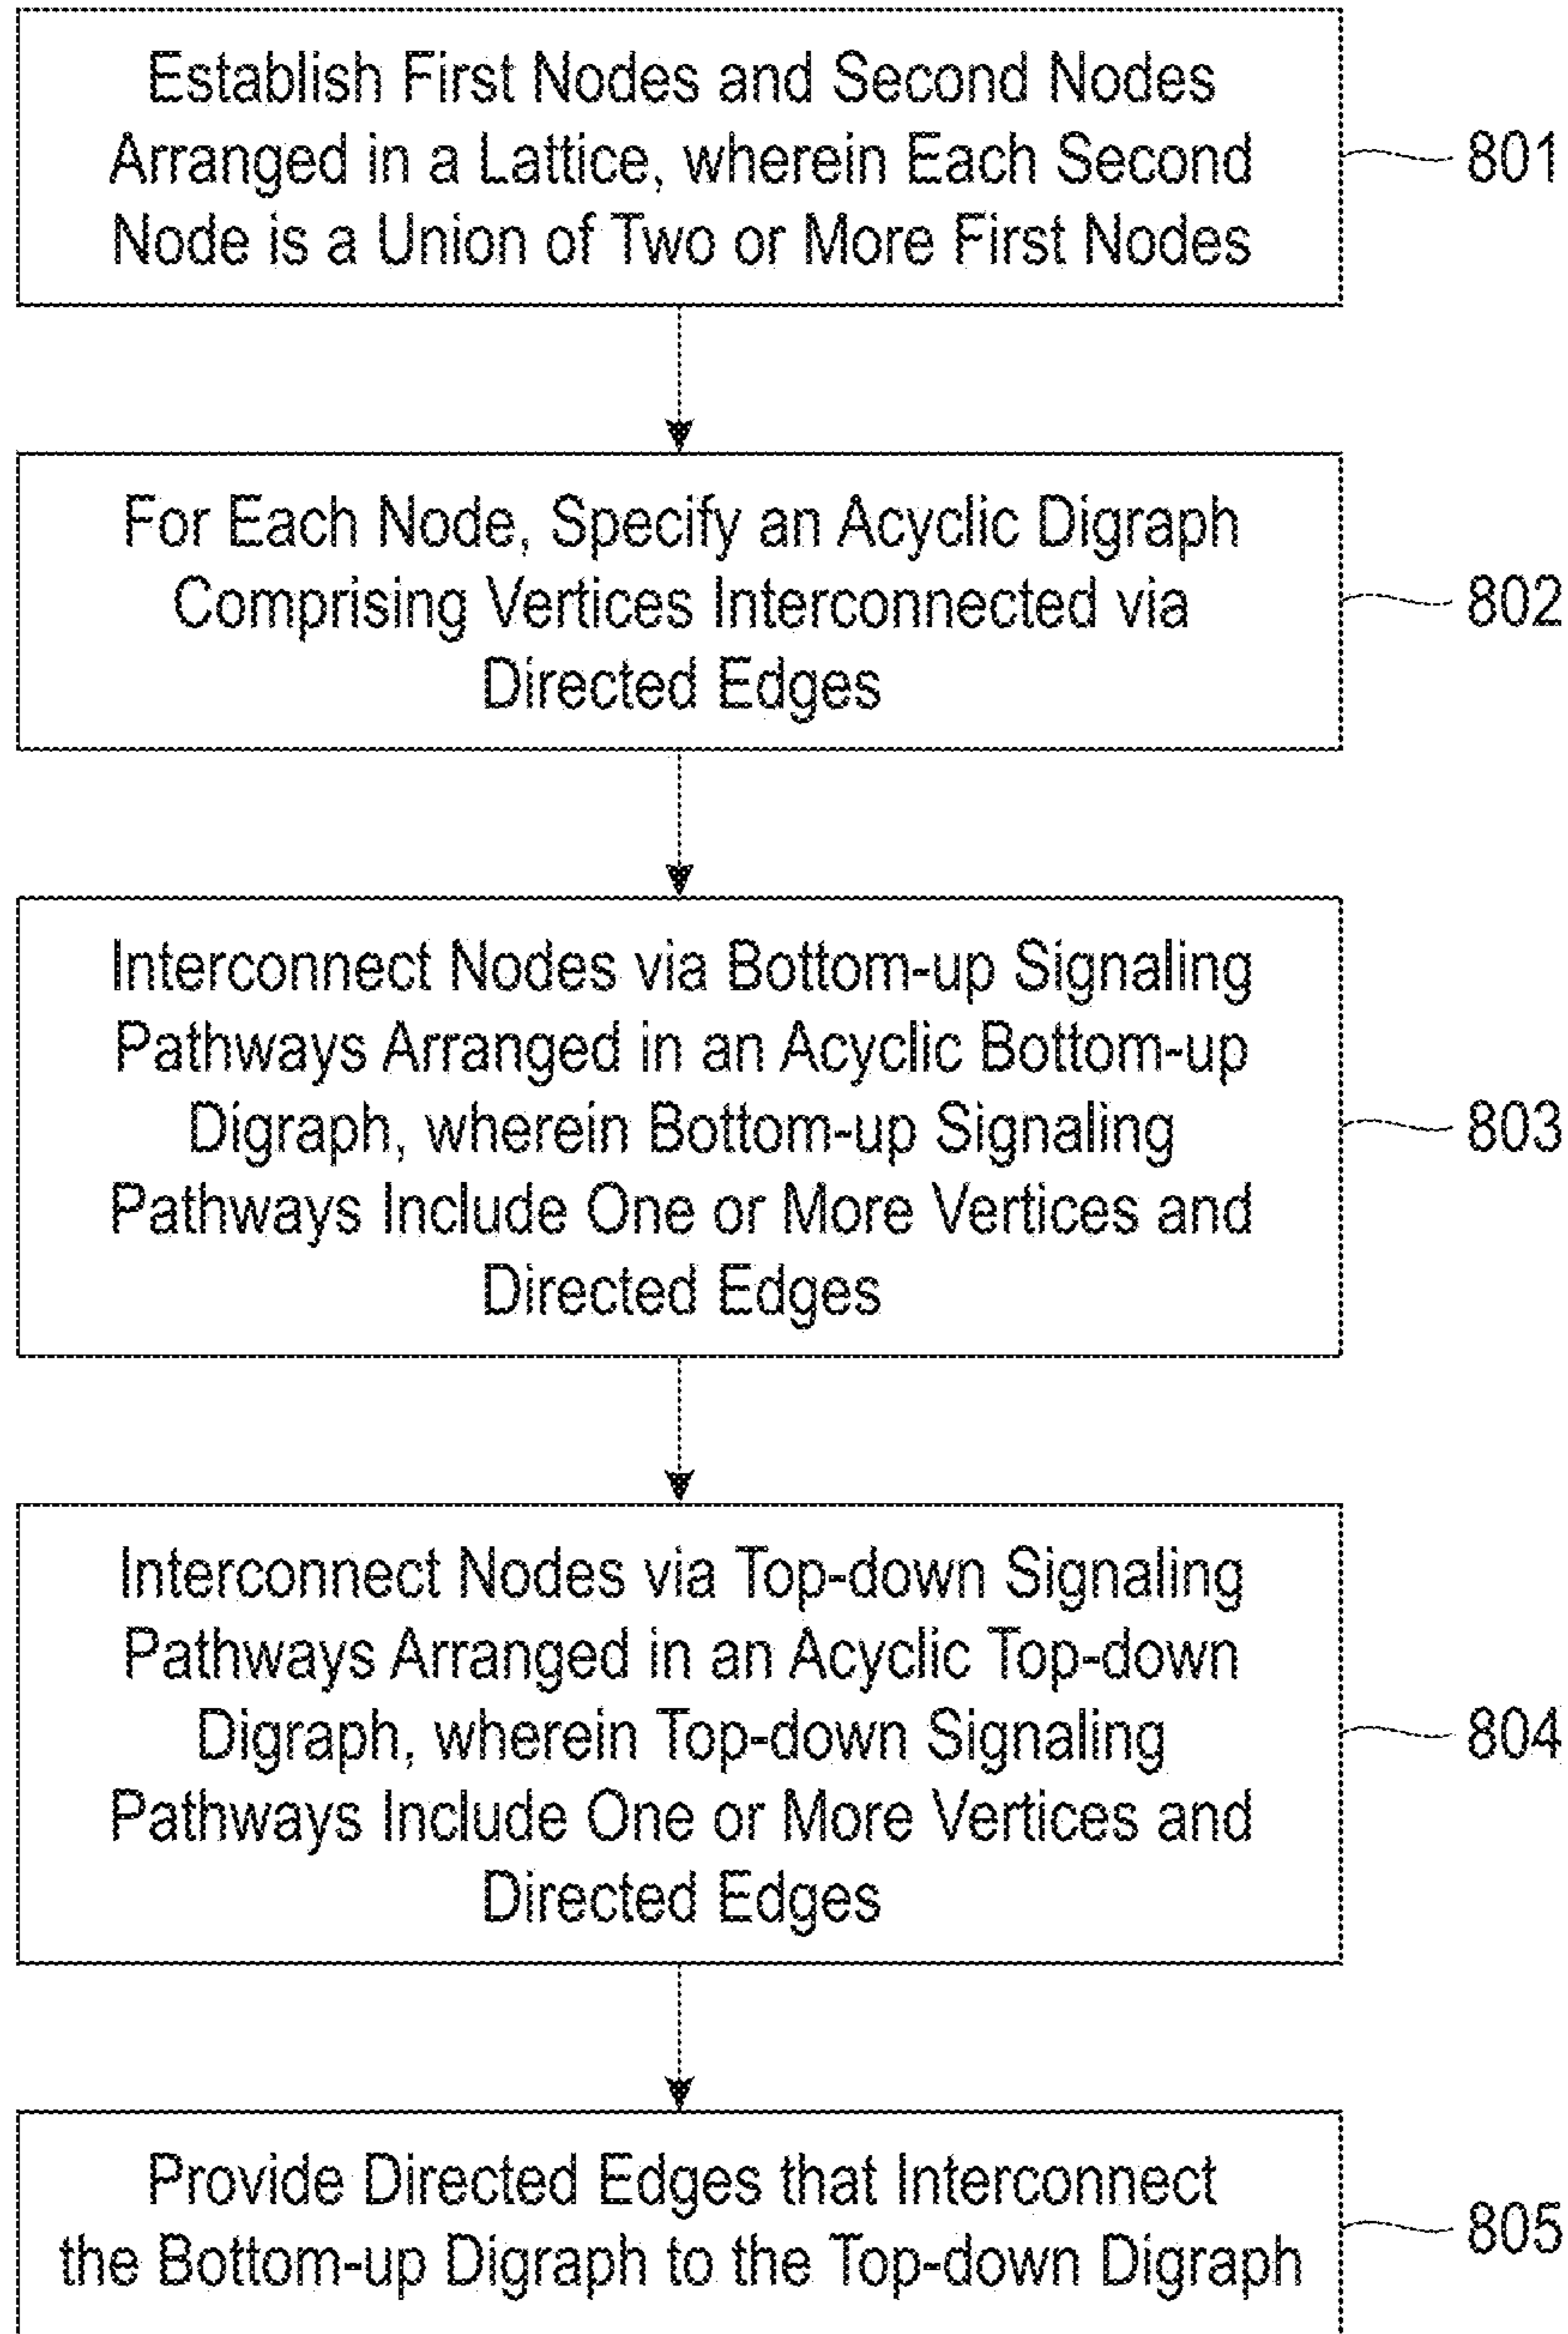 Establish First Nodes and Second Nodes
Arranged in a Lattice, wherein Each Second
Node is a Union of Two or More First Nodes
801
For Each Node, Specify an Acyclic Digraph
Comprising Vertices Interconnected via
Directed Edges
802
Interconnect Nodes via Bottom-up Signaling
Pathways Arranged in an Acyclic Bottom-up
Digraph, wherein Bottom-up Signaling
Pathways Include One or More Vertices and
Directed Edges
803
Interconnect Nodes via Top-down Signaling
Pathways Arranged in an Acyclic Top-down
Digraph, wherein Top-down Signaling
Pathways Include One or More Vertices and
Directed Edges
804
Provide Directed Edges that Interconnect
the Bottom-up Digraph to the Top-down Digraph
805